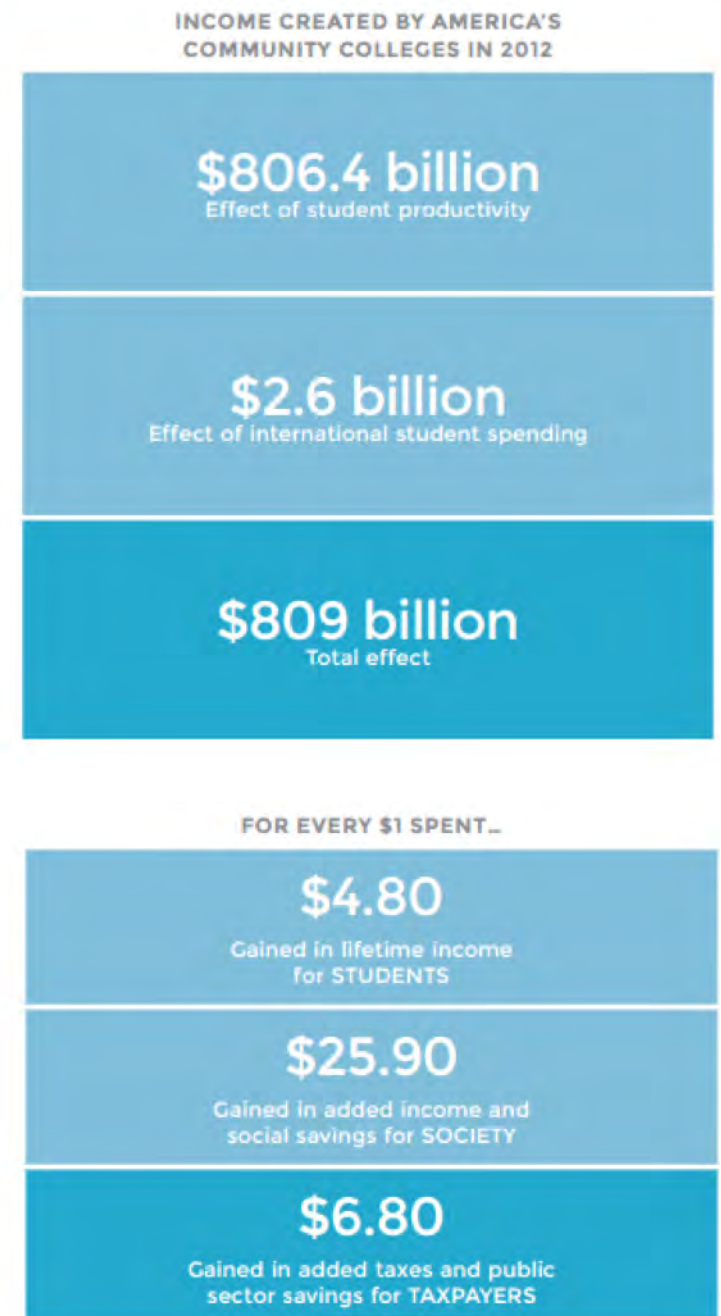 INCOME CREATED BY AMERICA'S
COMMUNITY COLLEGES IN 2012
$806.4 billion
Effect of student productivity
$2.6 billion
Effect of international student spending
$809 billion
Total effect
FOR EVERY $1 SPENT…
$4.80
Gained in lifetime income
for STUDENTS
$25.90
Gained in added income and
social savings for SOCIETY
$6.80
Gained in added taxes and public
sector savings for TAXPAYERS